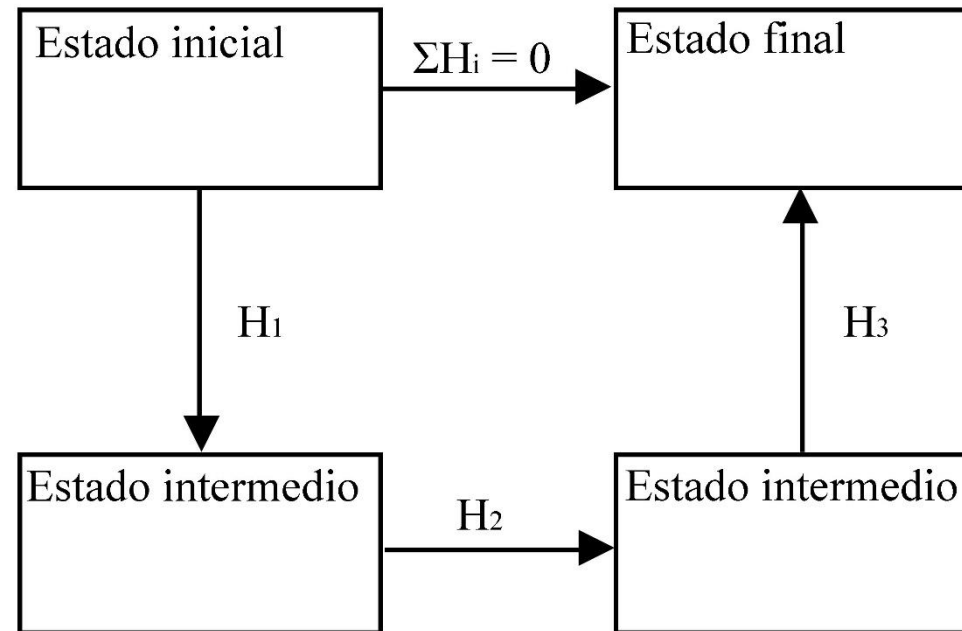 Estado inicial
ΣHi = 0
Estado final
H1
H3
Estado intermedio
H2
Estado intermedio